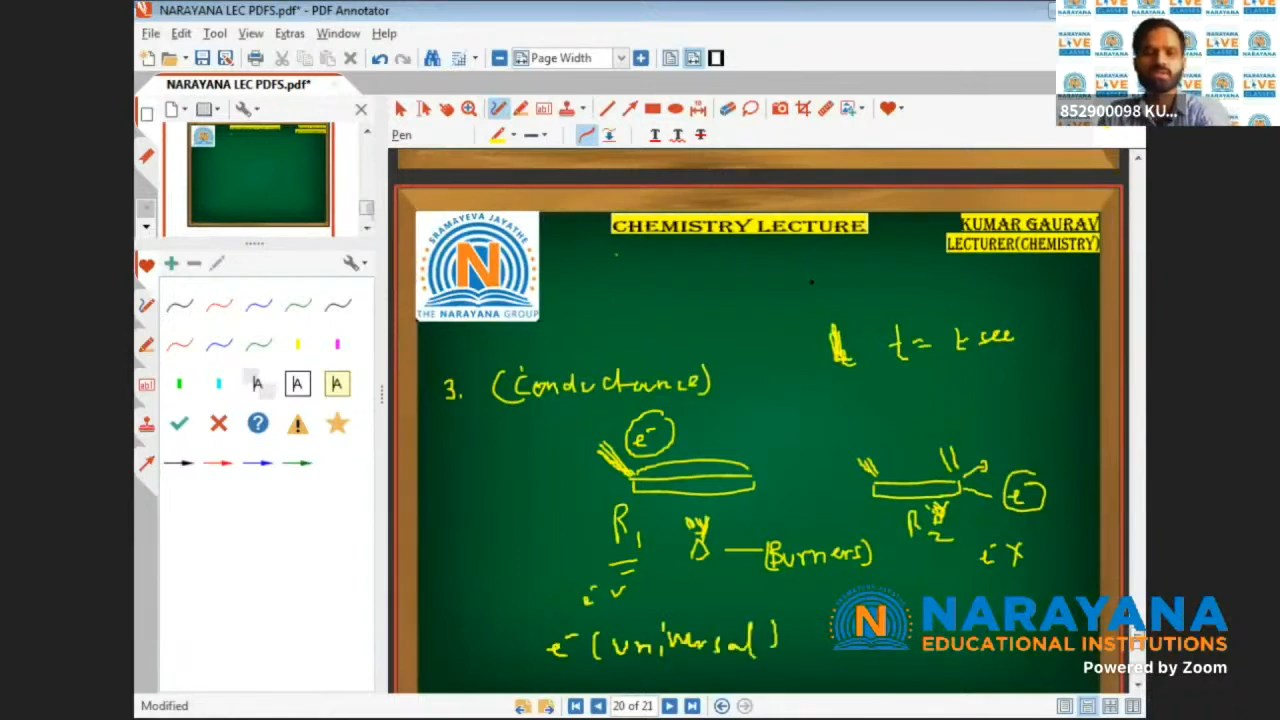 NARAYANA LEC PDFS.pdf* - PDF Annotator
File Edit Tool View Extras Window Help
Page Width
NARAYANA LEC PDFS.pdf*
Pen
852900098 KU...
SRAMAYEVA JAYATHE
N
THE NARAYANA GROUP
CHEMISTRY LECTURE
KUMAR GAURAV
LECTURER(CHEMISTRY)
t = t sec
3. (Conductance)
e⁻
e⁻
R1
R2
(Burners)
e⁻ ✓
e⁻ X
e⁻ (universal)
NARAYANA
EDUCATIONAL INSTITUTIONS
Powered by Zoom
Modified
20 of 21